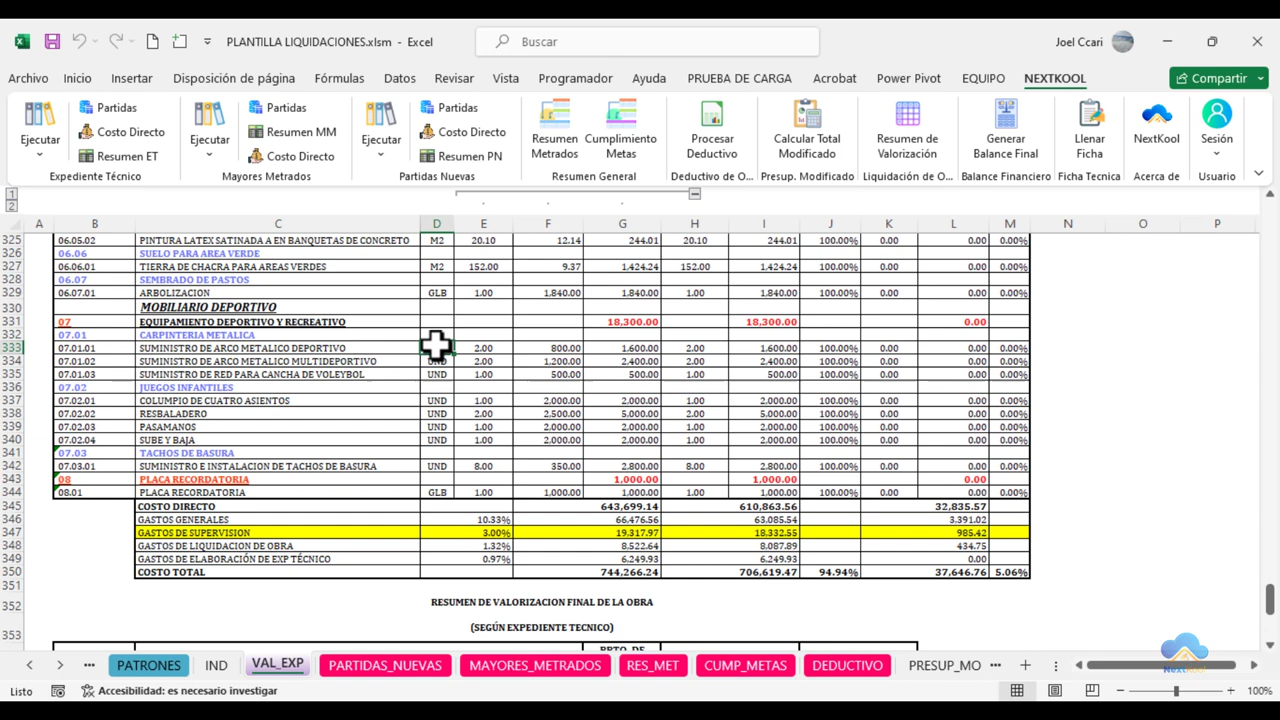 PLANTILLA LIQUIDACIONES.xlsm - Excel
Buscar
Joel Ccari
Archivo Inicio Insertar Disposición de página Fórmulas Datos Revisar Vista Programador Ayuda PRUEBA DE CARGA Acrobat Power Pivot EQUIPO NEXTKOOL Compartir
Ejecutar Partidas Costo Directo Resumen ET
Expediente Técnico
Ejecutar Partidas Resumen MM Costo Directo
Mayores Metrados
Ejecutar Partidas Costo Directo Resumen PN
Partidas Nuevas
Resumen Metrados Cumplimiento Metas
Resumen General
Procesar Deductivo
Deductivo de O...
Calcular Total Modificado
Presup. Modificado
Resumen de Valorización
Liquidación de O...
Generar Balance Final
Balance Financiero
Llenar Ficha
Ficha Tecnica
NextKool
Acerca de
Sesión
Usuario
1
2
A B C D E F G H I J K L M N O P
325 06.05.02 PINTURA LATEX SATINADA A EN BANQUETAS DE CONCRETO M2 20.10 12.14 244.01 20.10 244.01 100.00% 0.00 0.00 0.00%
326 06.06 SUELO PARA AREA VERDE
327 06.06.01 TIERRA DE CHACRA PARA AREAS VERDES M2 152.00 9.37 1,424.24 152.00 1,424.24 100.00% 0.00 0.00 0.00%
328 06.07 SEMBRADO DE PASTOS
329 06.07.01 ARBOLIZACION GLB 1.00 1,840.00 1,840.00 1.00 1,840.00 100.00% 0.00 0.00 0.00%
330 MOBILIARIO DEPORTIVO
331 07 EQUIPAMIENTO DEPORTIVO Y RECREATIVO 18,300.00 18,300.00 0.00
332 07.01 CARPINTERIA METALICA
333 07.01.01 SUMINISTRO DE ARCO METALICO DEPORTIVO 2.00 800.00 1,600.00 2.00 1,600.00 100.00% 0.00 0.00 0.00%
334 07.01.02 SUMINISTRO DE ARCO METALICO MULTIDEPORTIVO UND 2.00 1,200.00 2,400.00 2.00 2,400.00 100.00% 0.00 0.00 0.00%
335 07.01.03 SUMINISTRO DE RED PARA CANCHA DE VOLEYBOL UND 1.00 500.00 500.00 1.00 500.00 100.00% 0.00 0.00 0.00%
336 07.02 JUEGOS INFANTILES
337 07.02.01 COLUMPIO DE CUATRO ASIENTOS UND 1.00 2,000.00 2,000.00 1.00 2,000.00 100.00% 0.00 0.00 0.00%
338 07.02.02 RESBALADERO UND 2.00 2,500.00 5,000.00 2.00 5,000.00 100.00% 0.00 0.00 0.00%
339 07.02.03 PASAMANOS UND 1.00 2,000.00 2,000.00 1.00 2,000.00 100.00% 0.00 0.00 0.00%
340 07.02.04 SUBE Y BAJA UND 1.00 2,000.00 2,000.00 1.00 2,000.00 100.00% 0.00 0.00 0.00%
341 07.03 TACHOS DE BASURA
342 07.03.01 SUMINISTRO E INSTALACION DE TACHOS DE BASURA UND 8.00 350.00 2,800.00 8.00 2,800.00 100.00% 0.00 0.00 0.00%
343 08 PLACA RECORDATORIA 1,000.00 1,000.00 0.00
344 08.01 PLACA RECORDATORIA GLB 1.00 1,000.00 1,000.00 1.00 1,000.00 100.00% 0.00 0.00 0.00%
345 COSTO DIRECTO 643,699.14 610,863.56 32,835.57
346 GASTOS GENERALES 10.33% 66,476.56 63,085.54 3,391.02
347 GASTOS DE SUPERVISION 3.00% 19,317.97 18,332.55 985.42
348 GASTOS DE LIQUIDACION DE OBRA 1.32% 8,522.64 8,087.89 434.75
349 GASTOS DE ELABORACIÓN DE EXP TÉCNICO 0.97% 6,249.93 6,249.93 0.00
350 COSTO TOTAL 744,266.24 706,619.47 94.94% 37,646.76 5.06%
351
352 RESUMEN DE VALORIZACION FINAL DE LA OBRA
353 (SEGÚN EXPEDIENTE TECNICO)
PATRONES IND VAL_EXP PARTIDAS_NUEVAS MAYORES_METRADOS RES_MET CUMP_METAS DEDUCTIVO PRESUP_MO
NextKool
Listo Accesibilidad: es necesario investigar 100%